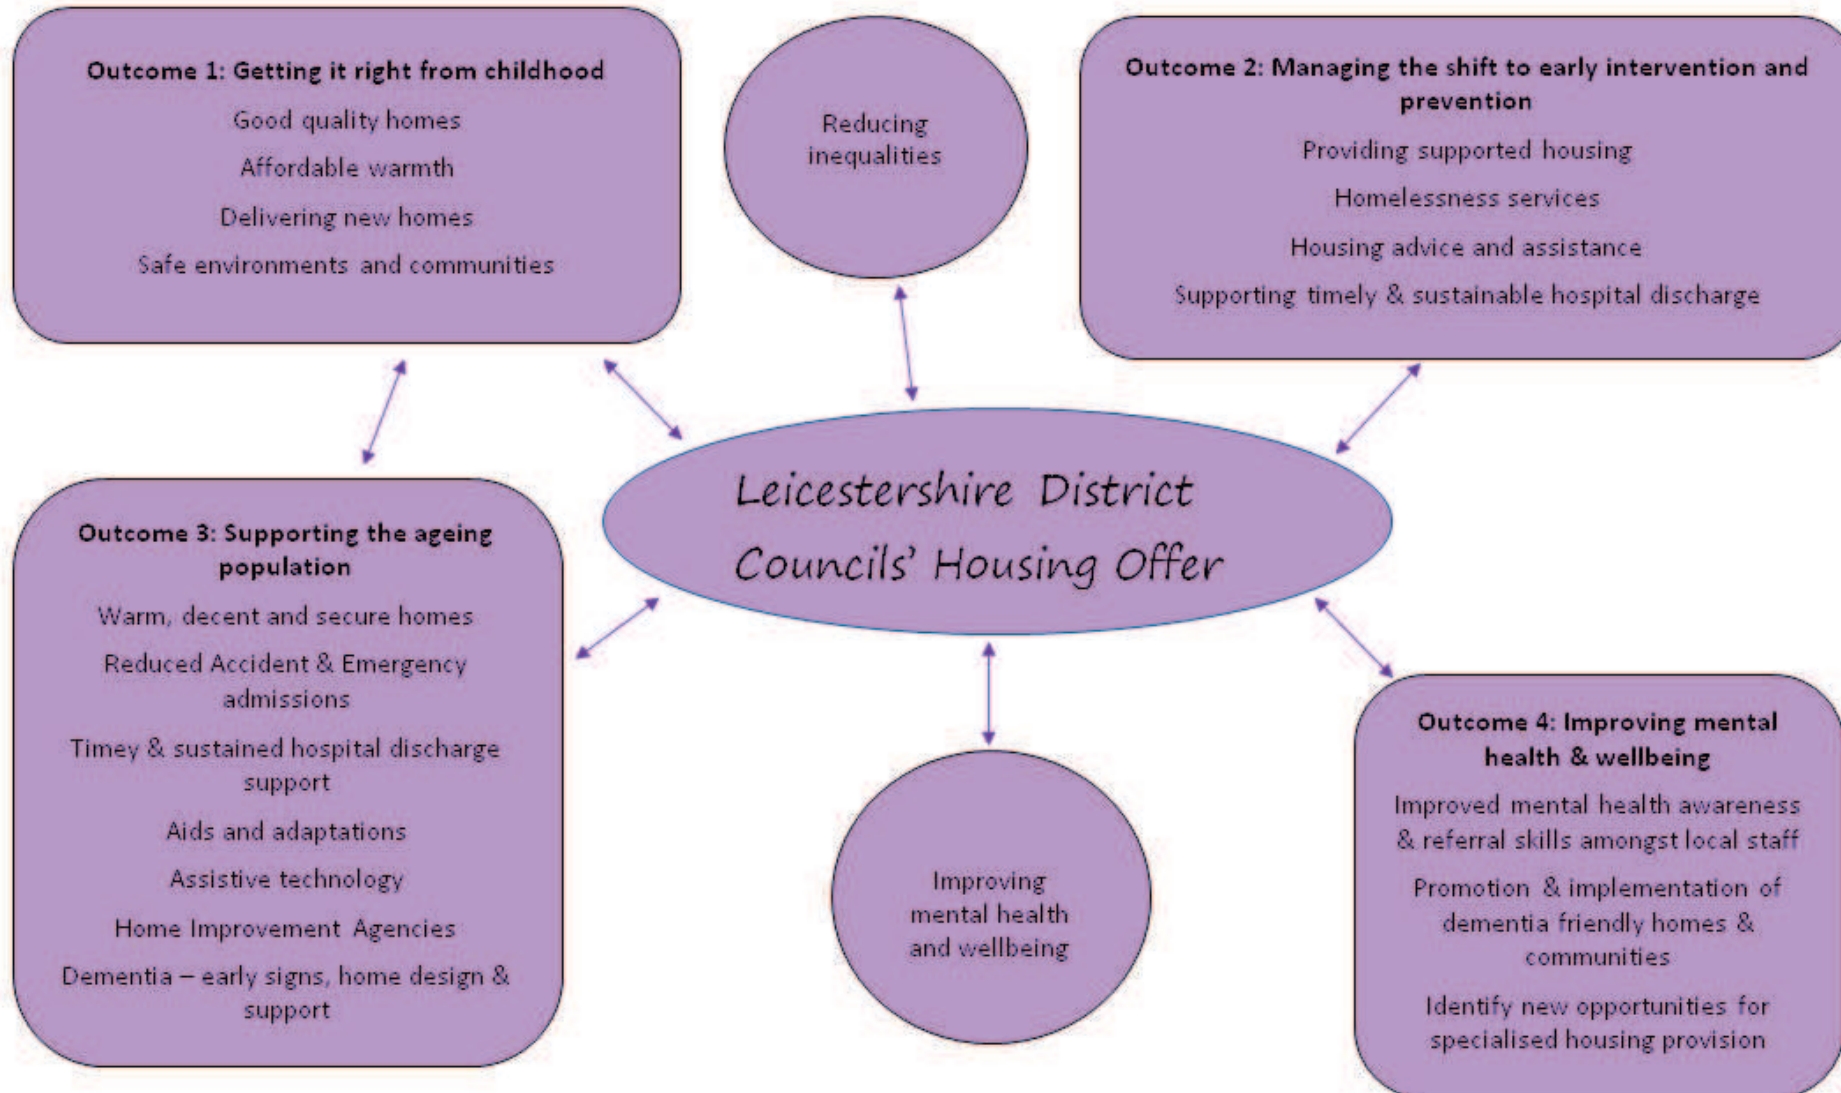 Outcome 1: Getting it right from childhood
Good quality homes
Affordable warmth
Delivering new homes
Safe environments and communities
Reducing
inequalities
Outcome 2: Managing the shift to early intervention and
prevention
Providing supported housing
Homelessness services
Housing advice and assistance
Supporting timely & sustainable hospital discharge
Leicestershire District
Councils' Housing Offer
Outcome 3: Supporting the ageing
population
Warm, decent and secure homes
Reduced Accident & Emergency
admissions
Timey & sustained hospital discharge
support
Aids and adaptations
Assistive technology
Home Improvement Agencies
Dementia – early signs, home design &
support
Improving
mental health
and wellbeing
Outcome 4: Improving mental
health & wellbeing
Improved mental health awareness
& referral skills amongst local staff
Promotion & implementation of
dementia friendly homes &
communities
Identify new opportunities for
specialised housing provision